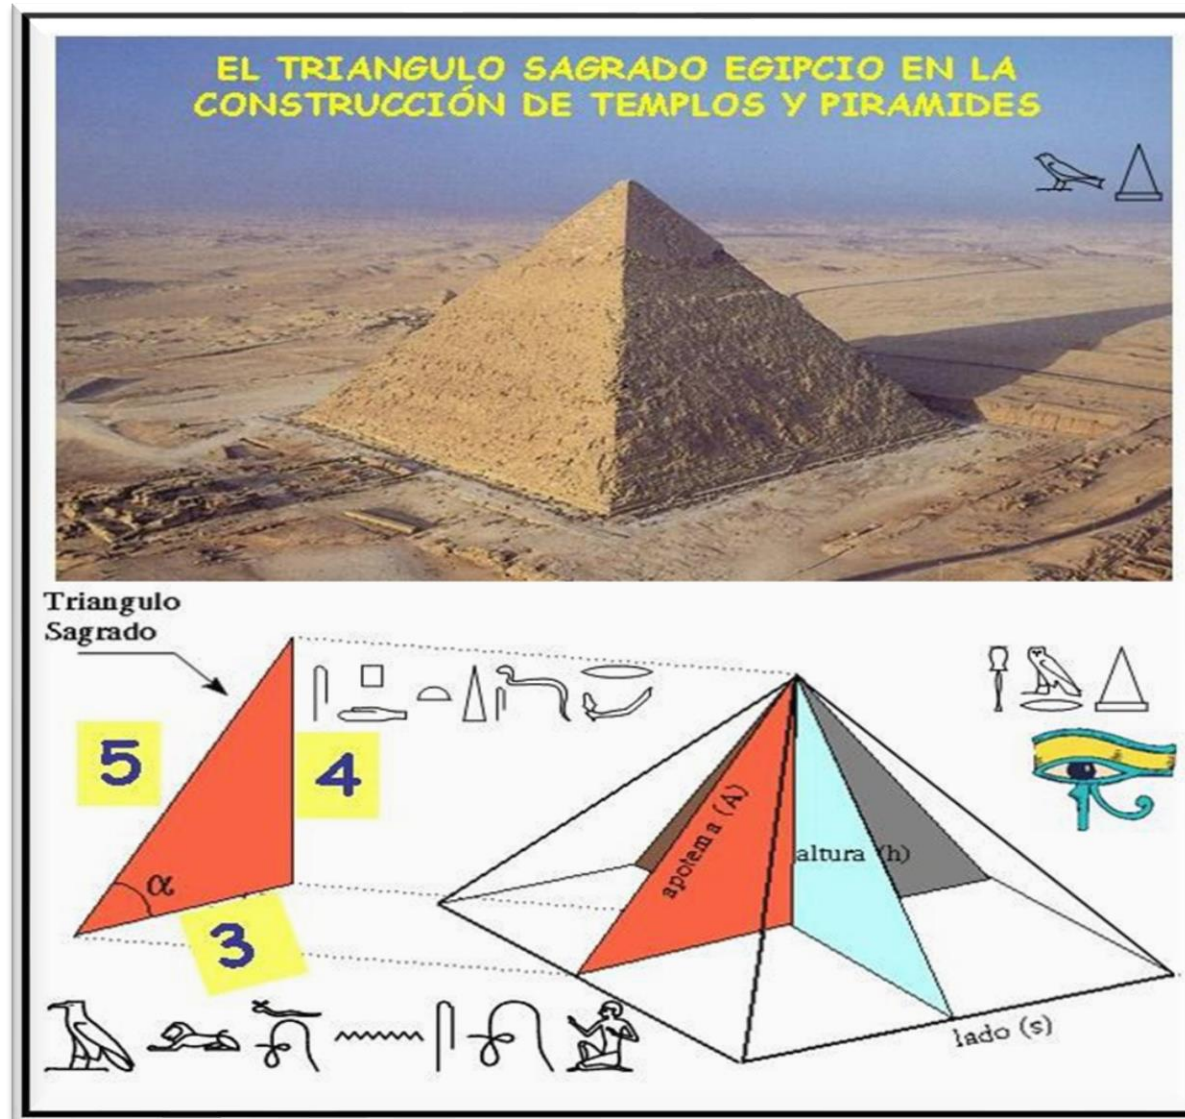 EL TRIANGULO SAGRADO EGIPCIO EN LA
CONSTRUCCIÓN DE TEMPLOS Y PIRAMIDES
Triangulo
Sagrado
5
4
3
α
apotema (A)
altura (h)
lado (s)